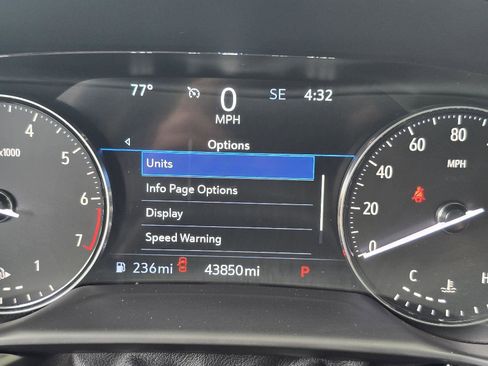 77° 0 SE 4:32
MPH
Options
Units
Info Page Options
Display
Speed Warning
236mi 43850mi P
x1000
4
5
6
7
1
80
60
40
20
0
MPH
C H